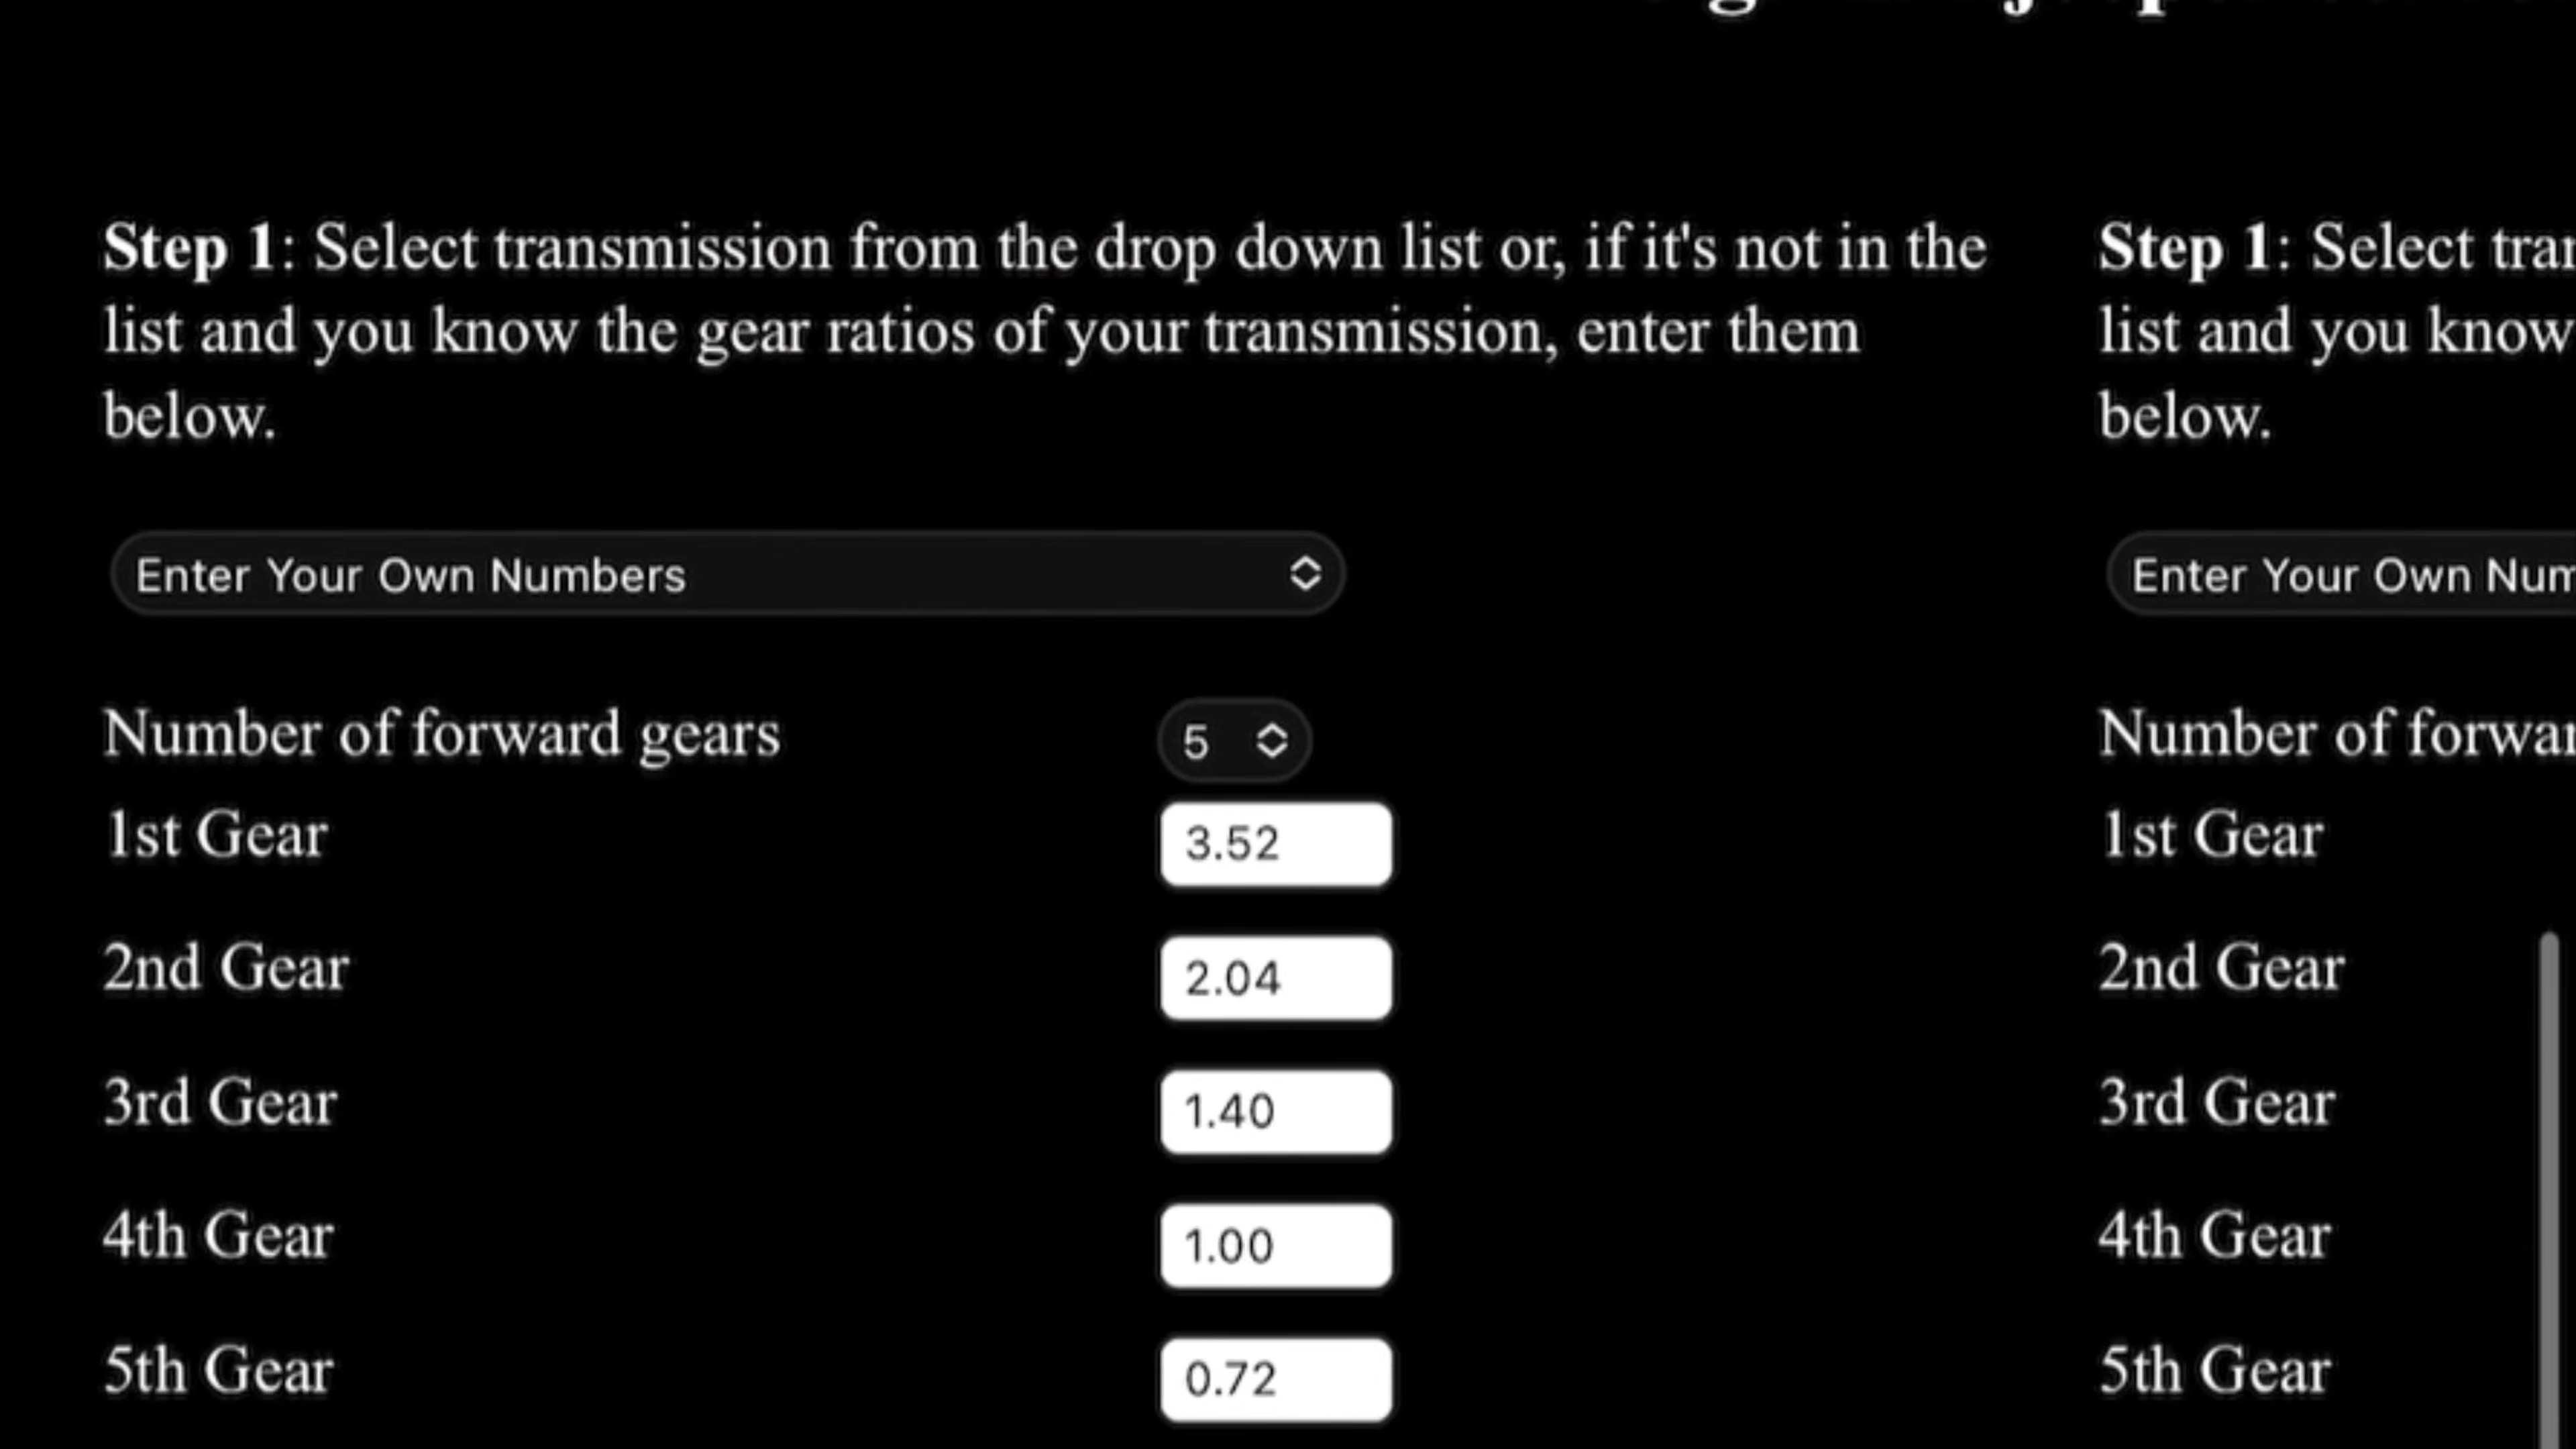 Step 1: Select transmission from the drop down list or, if it's not in the
list and you know the gear ratios of your transmission, enter them
below.
Enter Your Own Numbers
Number of forward gears 5
1st Gear 3.52
2nd Gear 2.04
3rd Gear 1.40
4th Gear 1.00
5th Gear 0.72
Step 1: Select
list and you know
below.
Enter Your Own
Number of
1st Gear
2nd Gear
3rd Gear
4th Gear
5th Gear